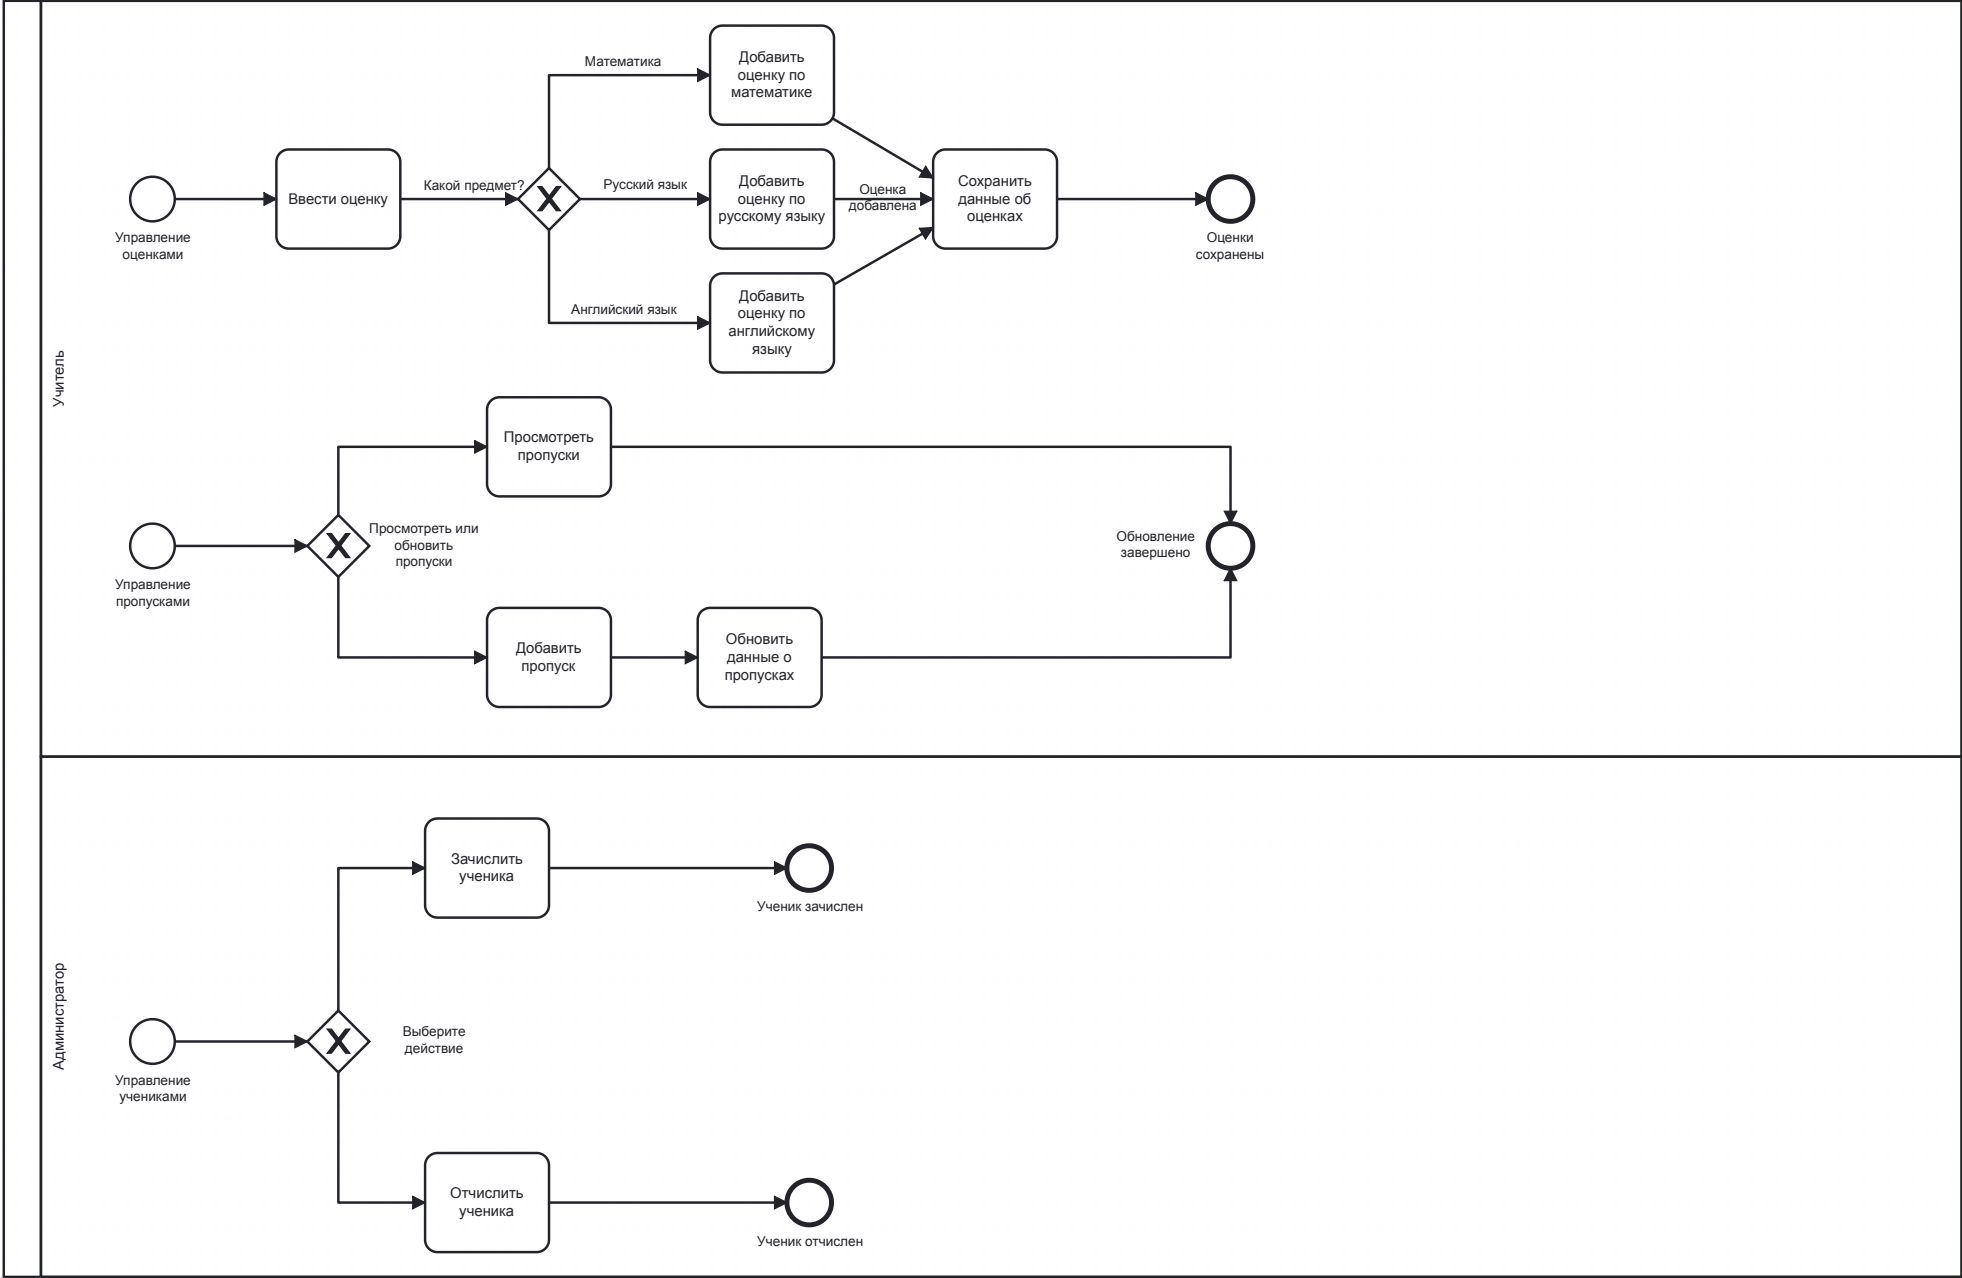 Учитель
Управление
оценками
Ввести оценку
Какой предмет?
X
Математика
Русский язык
Английский язык
Добавить
оценку по
математике
Добавить
оценку по
русскому языку
Добавить
оценку по
английскому
языку
Оценка
добавлена
Сохранить
данные об
оценках
Оценки
сохранены
Управление
пропусками
X
Просмотреть или
обновить
пропуски
Просмотреть
пропуски
Добавить
пропуск
Обновить
данные о
пропусках
Обновление
завершено
Администратор
Управление
учениками
X
Выберите
действие
Зачислить
ученика
Ученик зачислен
Отчислить
ученика
Ученик отчислен